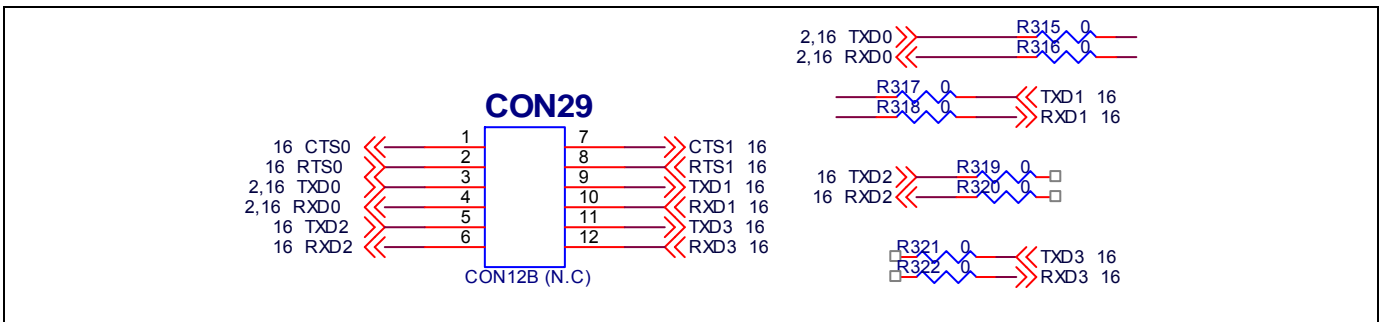 CON29
16 CTS0 1 7 CTS1 16
16 RTS0 2 8 RTS1 16
2,16 TXD0 3 9 TXD1 16
2,16 RXD0 4 10 RXD1 16
16 TXD2 5 11 TXD3 16
16 RXD2 6 12 RXD3 16
CON12B (N.C)
2,16 TXD0 R315 0
2,16 RXD0 R316 0
R317 0 TXD1 16
R318 0 RXD1 16
16 TXD2 R319 0
16 RXD2 R320 0
R321 0 TXD3 16
R322 0 RXD3 16